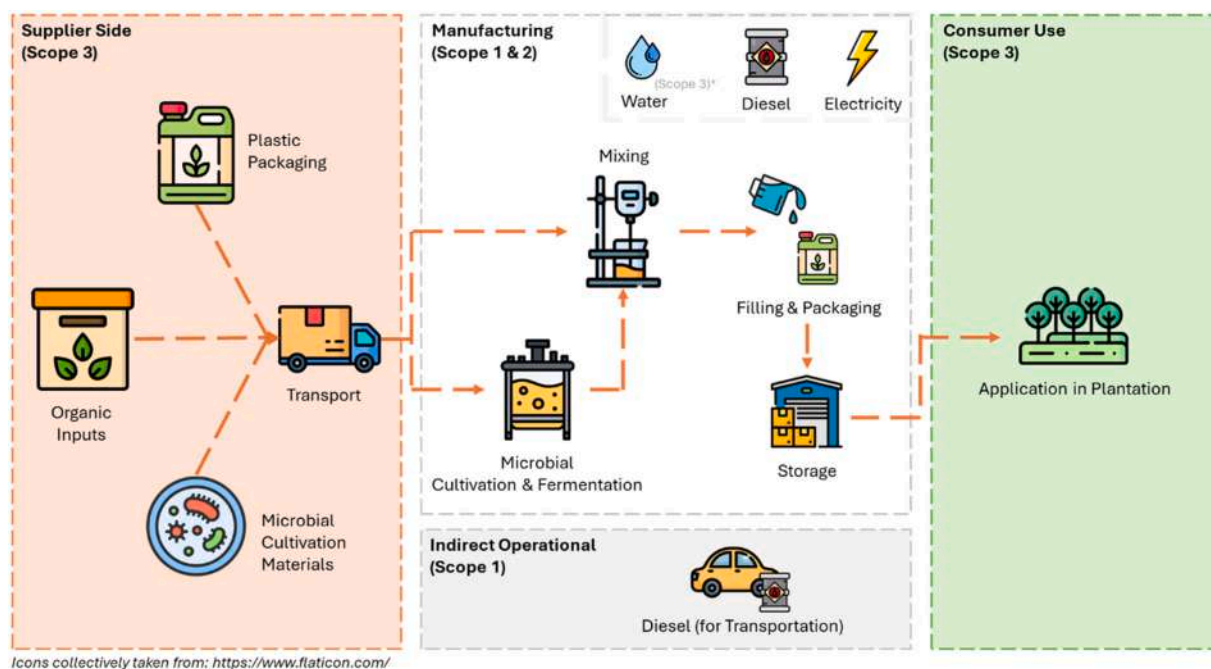 Supplier Side
(Scope 3)
Plastic
Packaging
Organic
Inputs
Transport
Microbial
Cultivation
Materials
Manufacturing
(Scope 1 & 2)
Water
(Scope 3)*
Diesel
Electricity
Mixing
Filling & Packaging
Microbial
Cultivation & Fermentation
Storage
Indirect Operational
(Scope 1)
Diesel (for Transportation)
Consumer Use
(Scope 3)
Application in Plantation
Icons collectively taken from: https://www.flaticon.com/